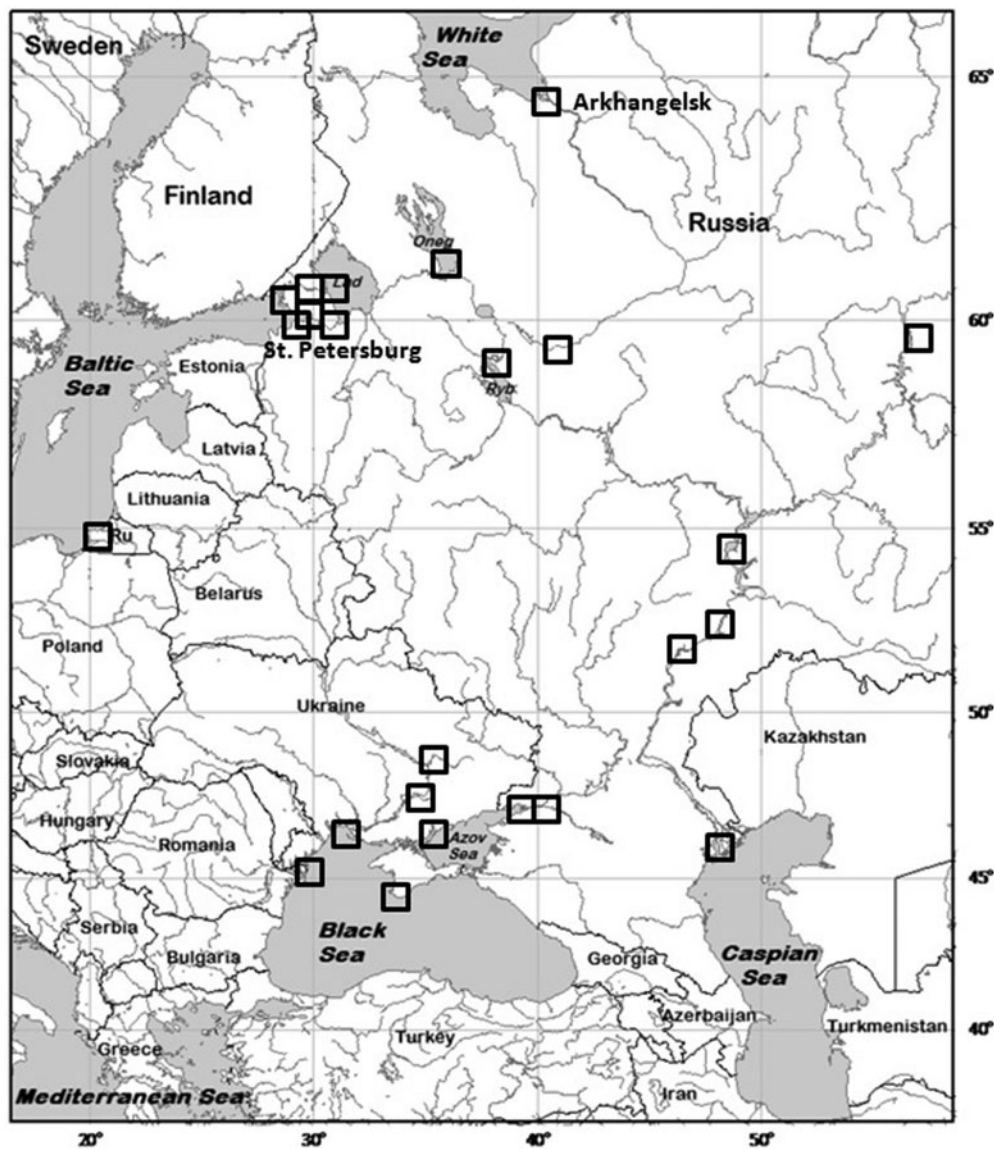 Sweden
White
Sea
65°
Arkhangelsk
Finland
Russia
Oneg
Lad
60°
St. Petersburg
Baltic
Sea
Estonia
Ryb
Latvia
Lithuania
Ru
55°
Belarus
Poland
Ukraine
50°
Kazakhstan
Slovakia
Hungary
Romania
Azov
Sea
45°
Serbia
Black
Sea
Bulgaria
Georgia
Caspian
Sea
Azerbaijan
Turkmenistan
40°
Turkey
Greece
Iran
Mediterranean Sea
20°
30°
40°
50°